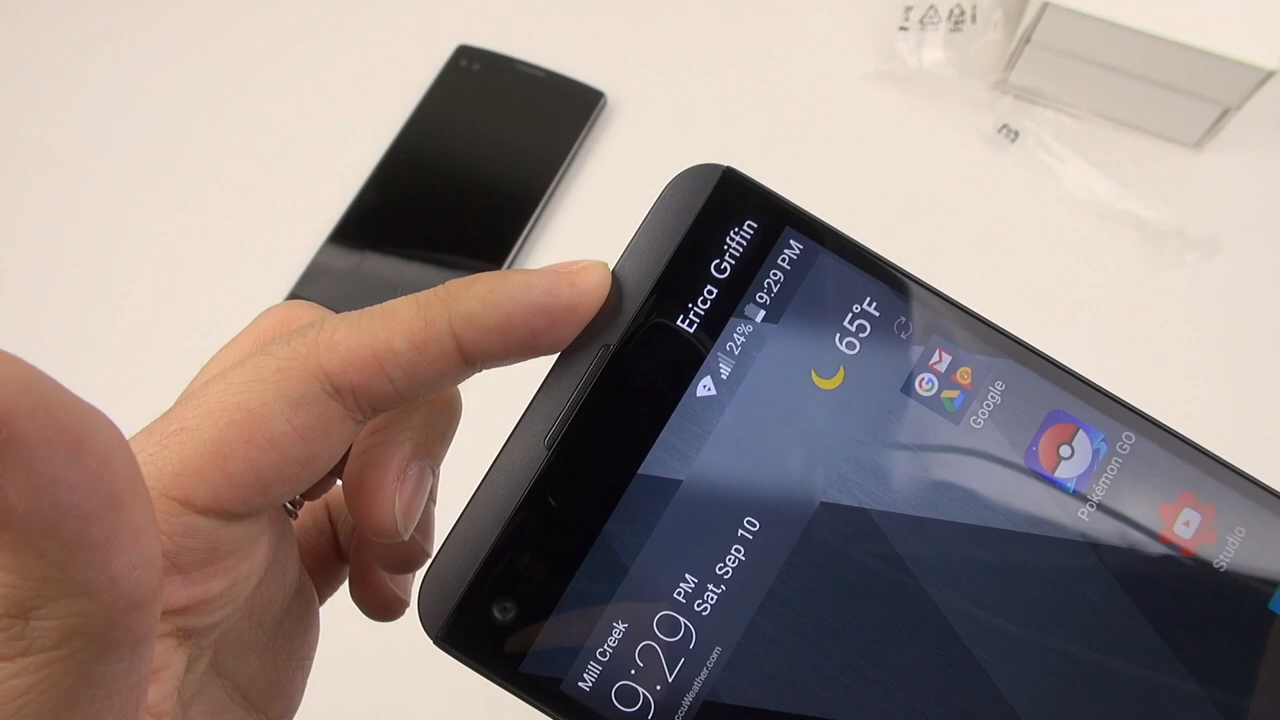 Erica Griffin
24% 9:29 PM
65°F
Google
Pokémon GO
Studio
Mill Creek
9:29 PM
Sat, Sep 10
ccuWeather.com